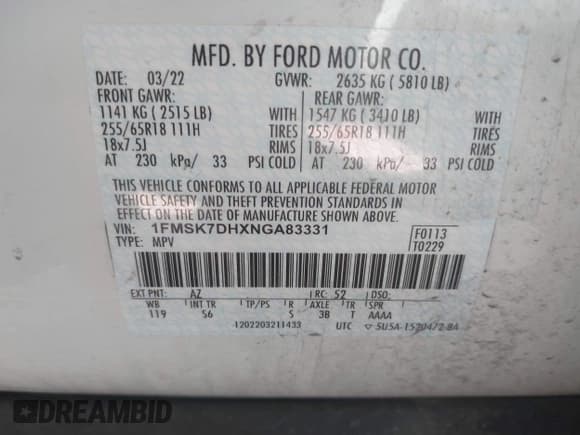 MFD. BY FORD MOTOR CO.
DATE: 03/22 GVWR: 2635 KG ( 5810 LB)
FRONT GAWR: REAR GAWR:
1141 KG ( 2515 LB) WITH 1547 KG ( 3410 LB) WITH
255/65R18 111H TIRES 255/65R18 111H TIRES
18x7.5J RIMS 18x7.5J RIMS
AT 230 kPa/ 33 PSI COLD AT 230 kPa/ 33 PSI COLD
THIS VEHICLE CONFORMS TO ALL APPLICABLE FEDERAL MOTOR
VEHICLE SAFETY AND THEFT PREVENTION STANDARDS IN
EFFECT ON THE DATE OF MANUFACTURE SHOWN ABOVE.
VIN: 1FMSK7DHXNGA83331 F0113
TYPE: MPV T0229
EXT PNT: AZ RC: 52 DSO:
WB INT TR TP/PS R AXLE TR SPR
119 S6 S 3B T AAAA
1202203211433 UTC
DREAMBID